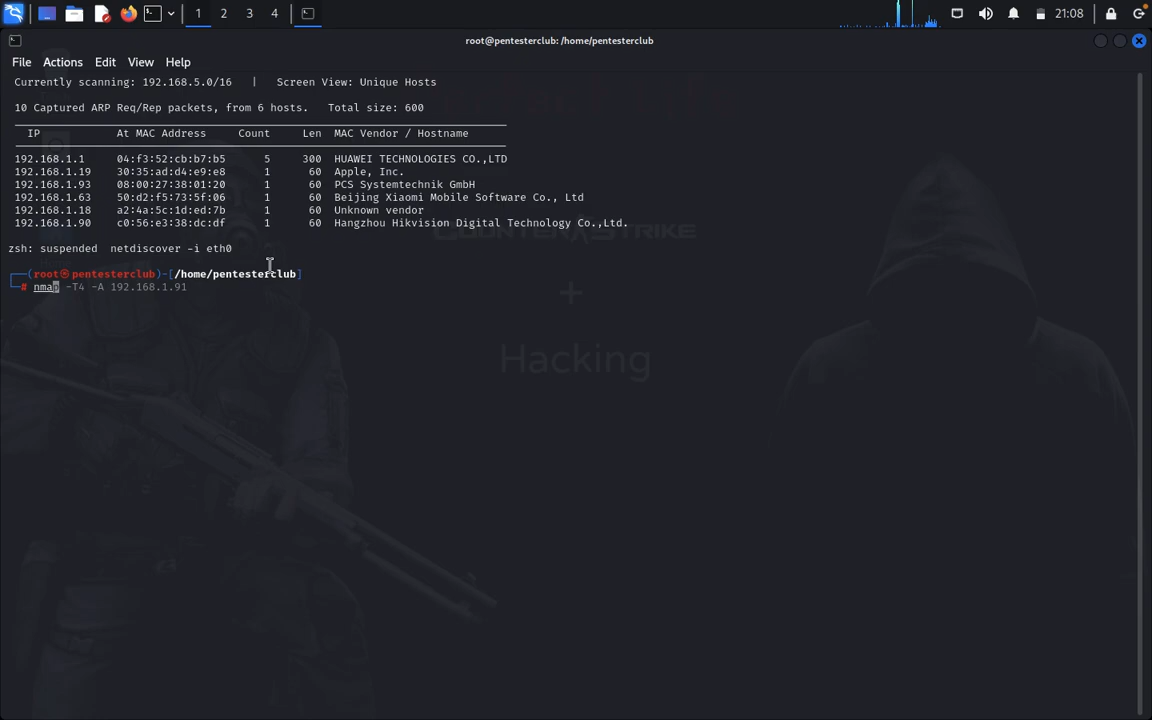 1 2 3 4 21:08
root@pentesterclub: /home/pentesterclub
File Actions Edit View Help
Currently scanning: 192.168.5.0/16 | Screen View: Unique Hosts
10 Captured ARP Req/Rep packets, from 6 hosts. Total size: 600
IP At MAC Address Count Len MAC Vendor / Hostname
192.168.1.1 04:f3:52:cb:b7:b5 5 300 HUAWEI TECHNOLOGIES CO.,LTD
192.168.1.19 30:35:ad:d4:e9:e8 1 60 Apple, Inc.
192.168.1.93 08:00:27:38:01:20 1 60 PCS Systemtechnik GmbH
192.168.1.63 50:d2:f5:73:5f:06 1 60 Beijing Xiaomi Mobile Software Co., Ltd
192.168.1.18 a2:4a:5c:1d:ed:7b 1 60 Unknown vendor
192.168.1.90 c0:56:e3:38:dc:df 1 60 Hangzhou Hikvision Digital Technology Co.,Ltd.
COUNTER STRIKE
zsh: suspended netdiscover -i eth0
┌──(root㉿pentesterclub)-[/home/pentesterclub]
└─# nmap -T4 -A 192.168.1.91
+
Hacking